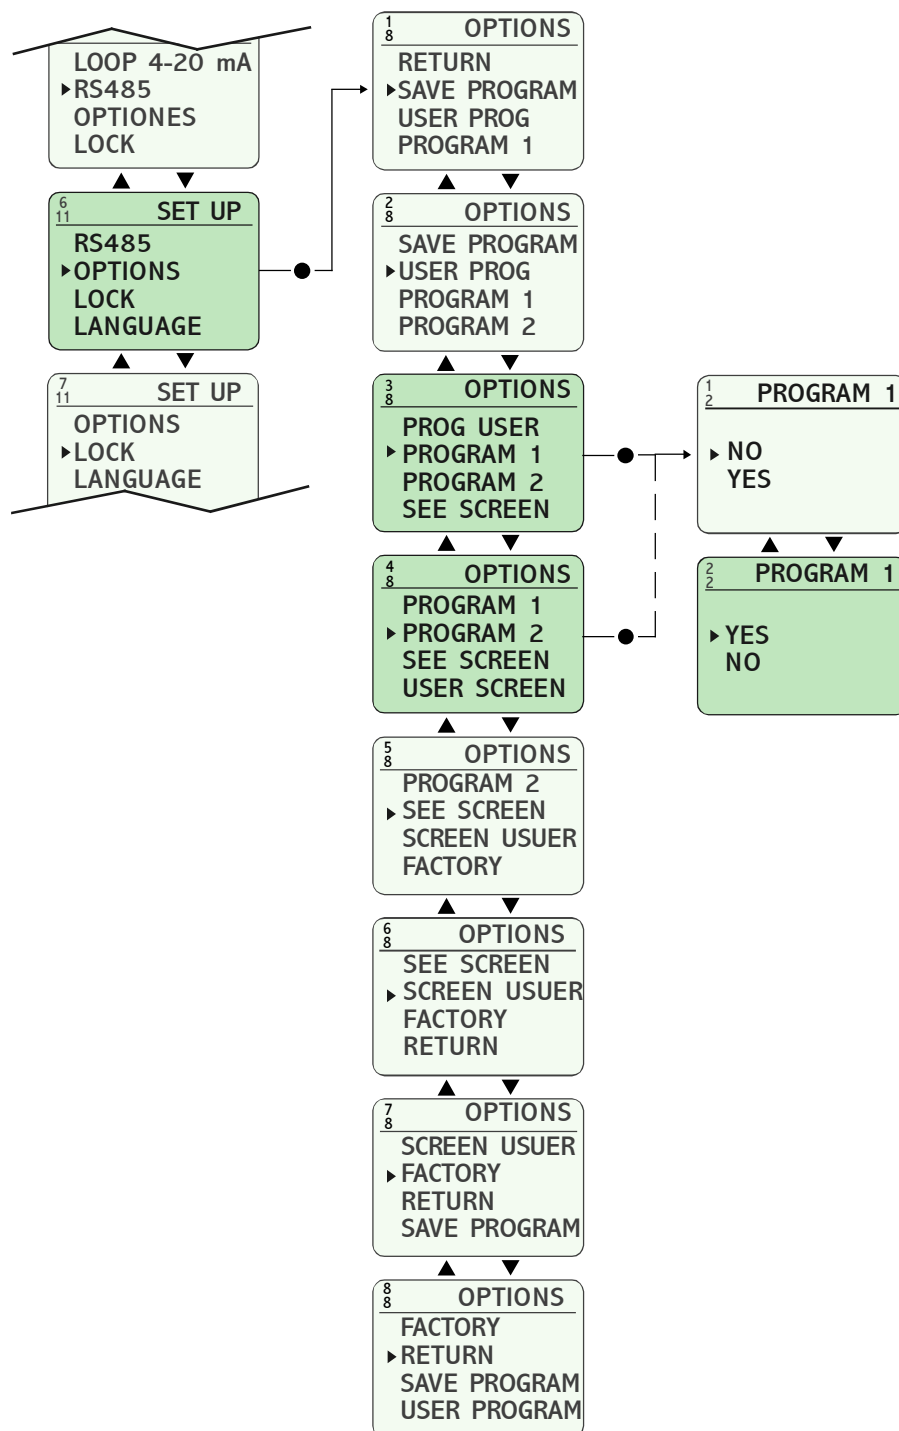 LOOP 4-20 mA
RS485
OPTIONES
LOCK
6
11
SET UP
RS485
OPTIONS
LOCK
LANGUAGE
7
11
SET UP
OPTIONS
LOCK
LANGUAGE
1
8
OPTIONS
RETURN
SAVE PROGRAM
USER PROG
PROGRAM 1
2
8
OPTIONS
SAVE PROGRAM
USER PROG
PROGRAM 1
PROGRAM 2
3
8
OPTIONS
PROG USER
PROGRAM 1
PROGRAM 2
SEE SCREEN
4
8
OPTIONS
PROGRAM 1
PROGRAM 2
SEE SCREEN
USER SCREEN
5
8
OPTIONS
PROGRAM 2
SEE SCREEN
SCREEN USUER
FACTORY
6
8
OPTIONS
SEE SCREEN
SCREEN USUER
FACTORY
RETURN
7
8
OPTIONS
SCREEN USUER
FACTORY
RETURN
SAVE PROGRAM
8
8
OPTIONS
FACTORY
RETURN
SAVE PROGRAM
USER PROGRAM
1
2
PROGRAM 1
NO
YES
2
2
PROGRAM 1
YES
NO